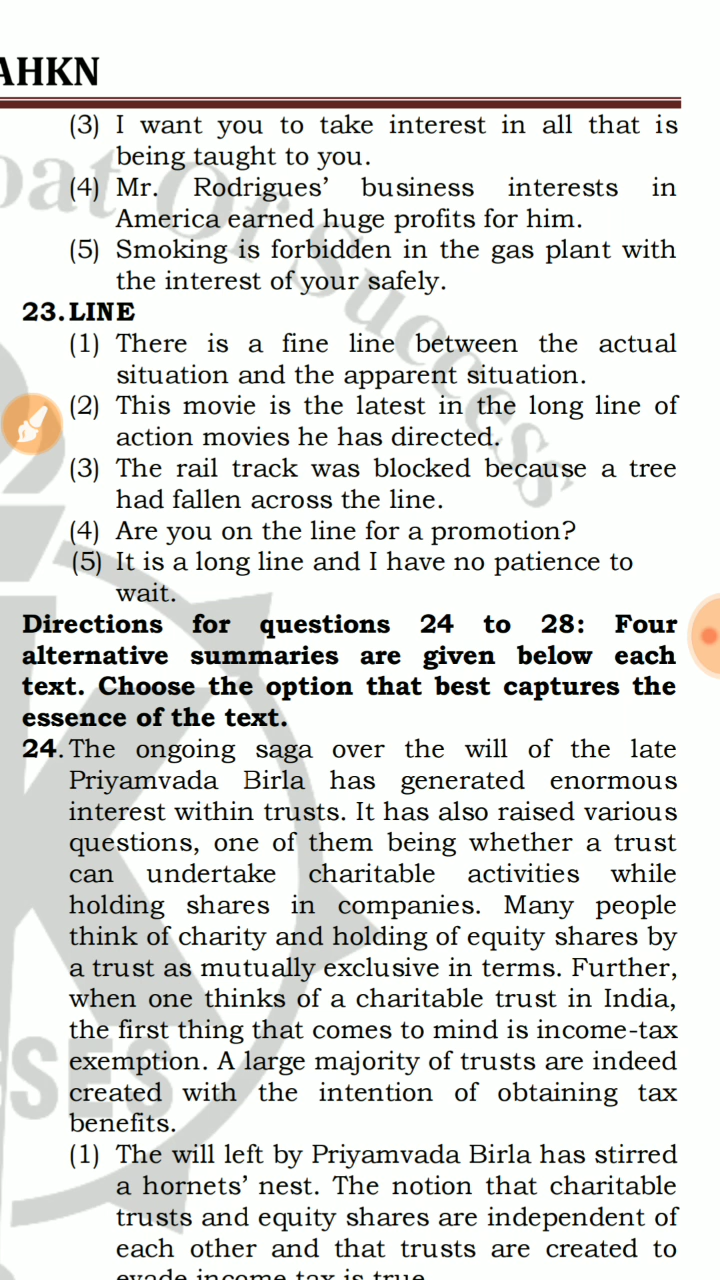 AHKN
(3) I want you to take interest in all that is
being taught to you.
(4) Mr. Rodrigues’ business interests in
America earned huge profits for him.
(5) Smoking is forbidden in the gas plant with
the interest of your safely.
23. LINE
(1) There is a fine line between the actual
situation and the apparent situation.
(2) This movie is the latest in the long line of
action movies he has directed.
(3) The rail track was blocked because a tree
had fallen across the line.
(4) Are you on the line for a promotion?
(5) It is a long line and I have no patience to
wait.
Directions for questions 24 to 28: Four
alternative summaries are given below each
text. Choose the option that best captures the
essence of the text.
24. The ongoing saga over the will of the late
Priyamvada Birla has generated enormous
interest within trusts. It has also raised various
questions, one of them being whether a trust
can undertake charitable activities while
holding shares in companies. Many people
think of charity and holding of equity shares by
a trust as mutually exclusive in terms. Further,
when one thinks of a charitable trust in India,
the first thing that comes to mind is income-tax
exemption. A large majority of trusts are indeed
created with the intention of obtaining tax
benefits.
(1) The will left by Priyamvada Birla has stirred
a hornets’ nest. The notion that charitable
trusts and equity shares are independent of
each other and that trusts are created to
evade income tax is true.
oat Of Success
SSES